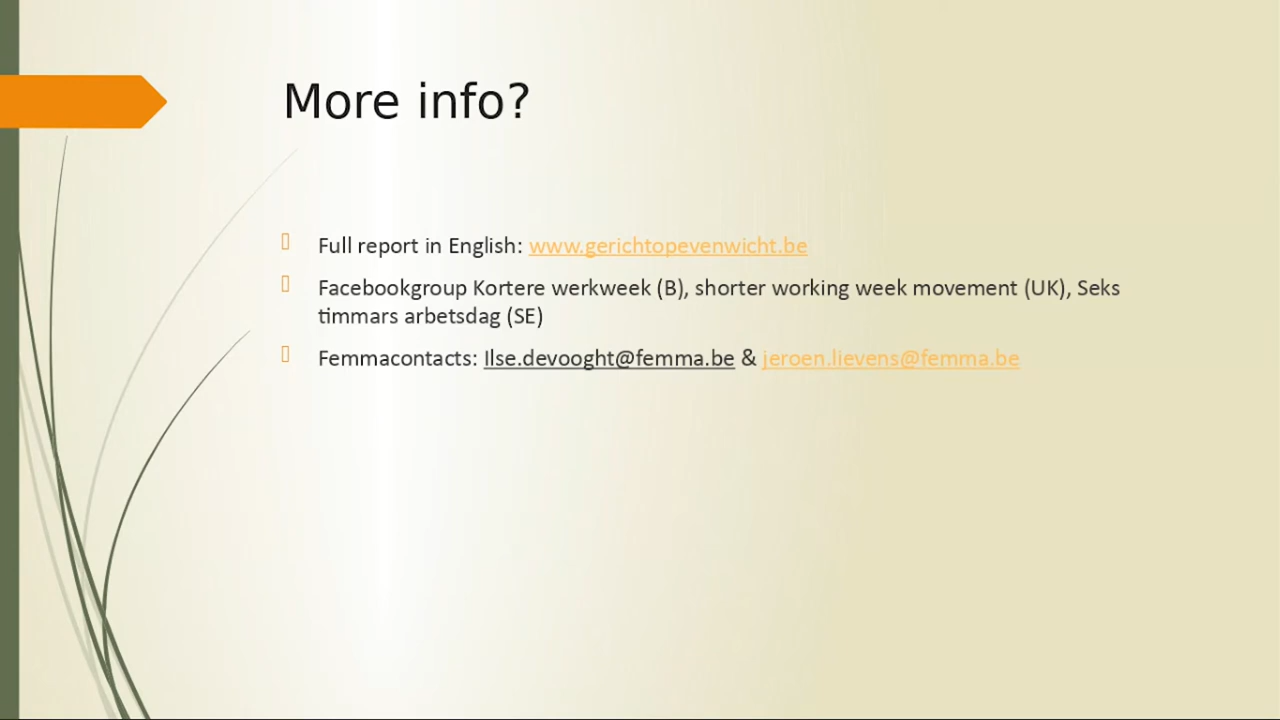 More info?
Full report in English: www.gerichtopevenwicht.be
Facebookgroup Kortere werkweek (B), shorter working week movement (UK), Seks
timmars arbetsdag (SE)
Femmacontacts: Ilse.devooght@femma.be & jeroen.lievens@femma.be